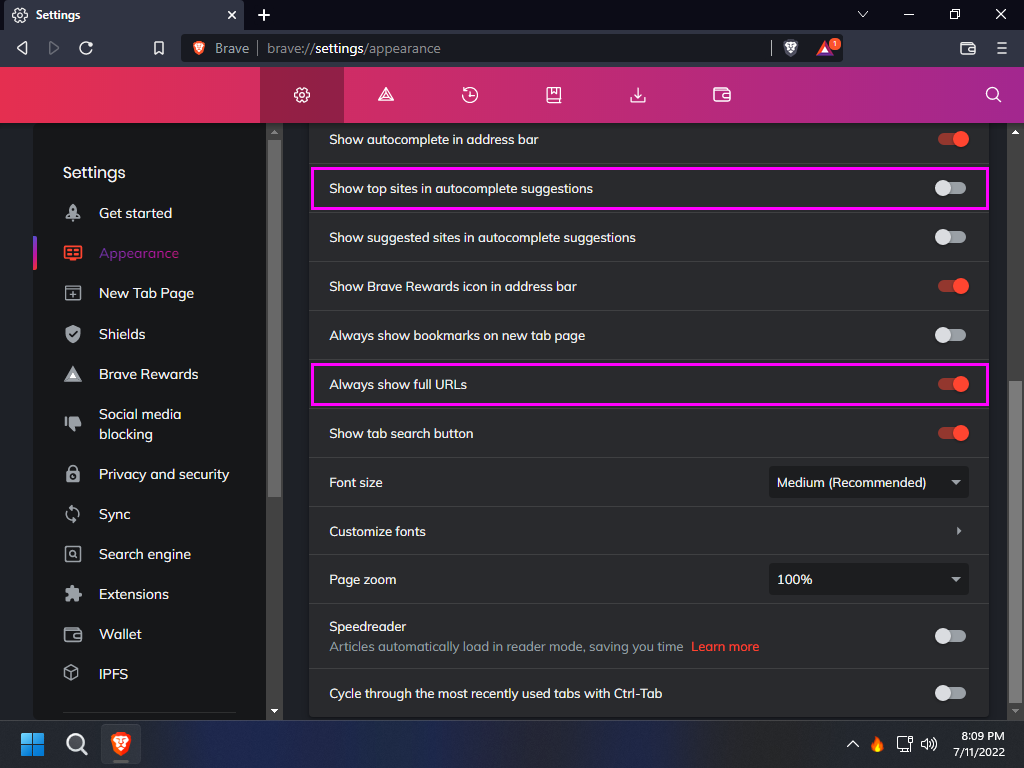 Settings
Brave
brave://settings/appearance
1
Settings
Get started
Appearance
New Tab Page
Shields
Brave Rewards
Social media
blocking
Privacy and security
Sync
Search engine
Extensions
Wallet
IPFS
Show autocomplete in address bar
Show top sites in autocomplete suggestions
Show suggested sites in autocomplete suggestions
Show Brave Rewards icon in address bar
Always show bookmarks on new tab page
Always show full URLs
Show tab search button
Font size
Medium (Recommended)
Customize fonts
Page zoom
100%
Speedreader
Articles automatically load in reader mode, saving you time Learn more
Cycle through the most recently used tabs with Ctrl-Tab
8:09 PM
7/11/2022